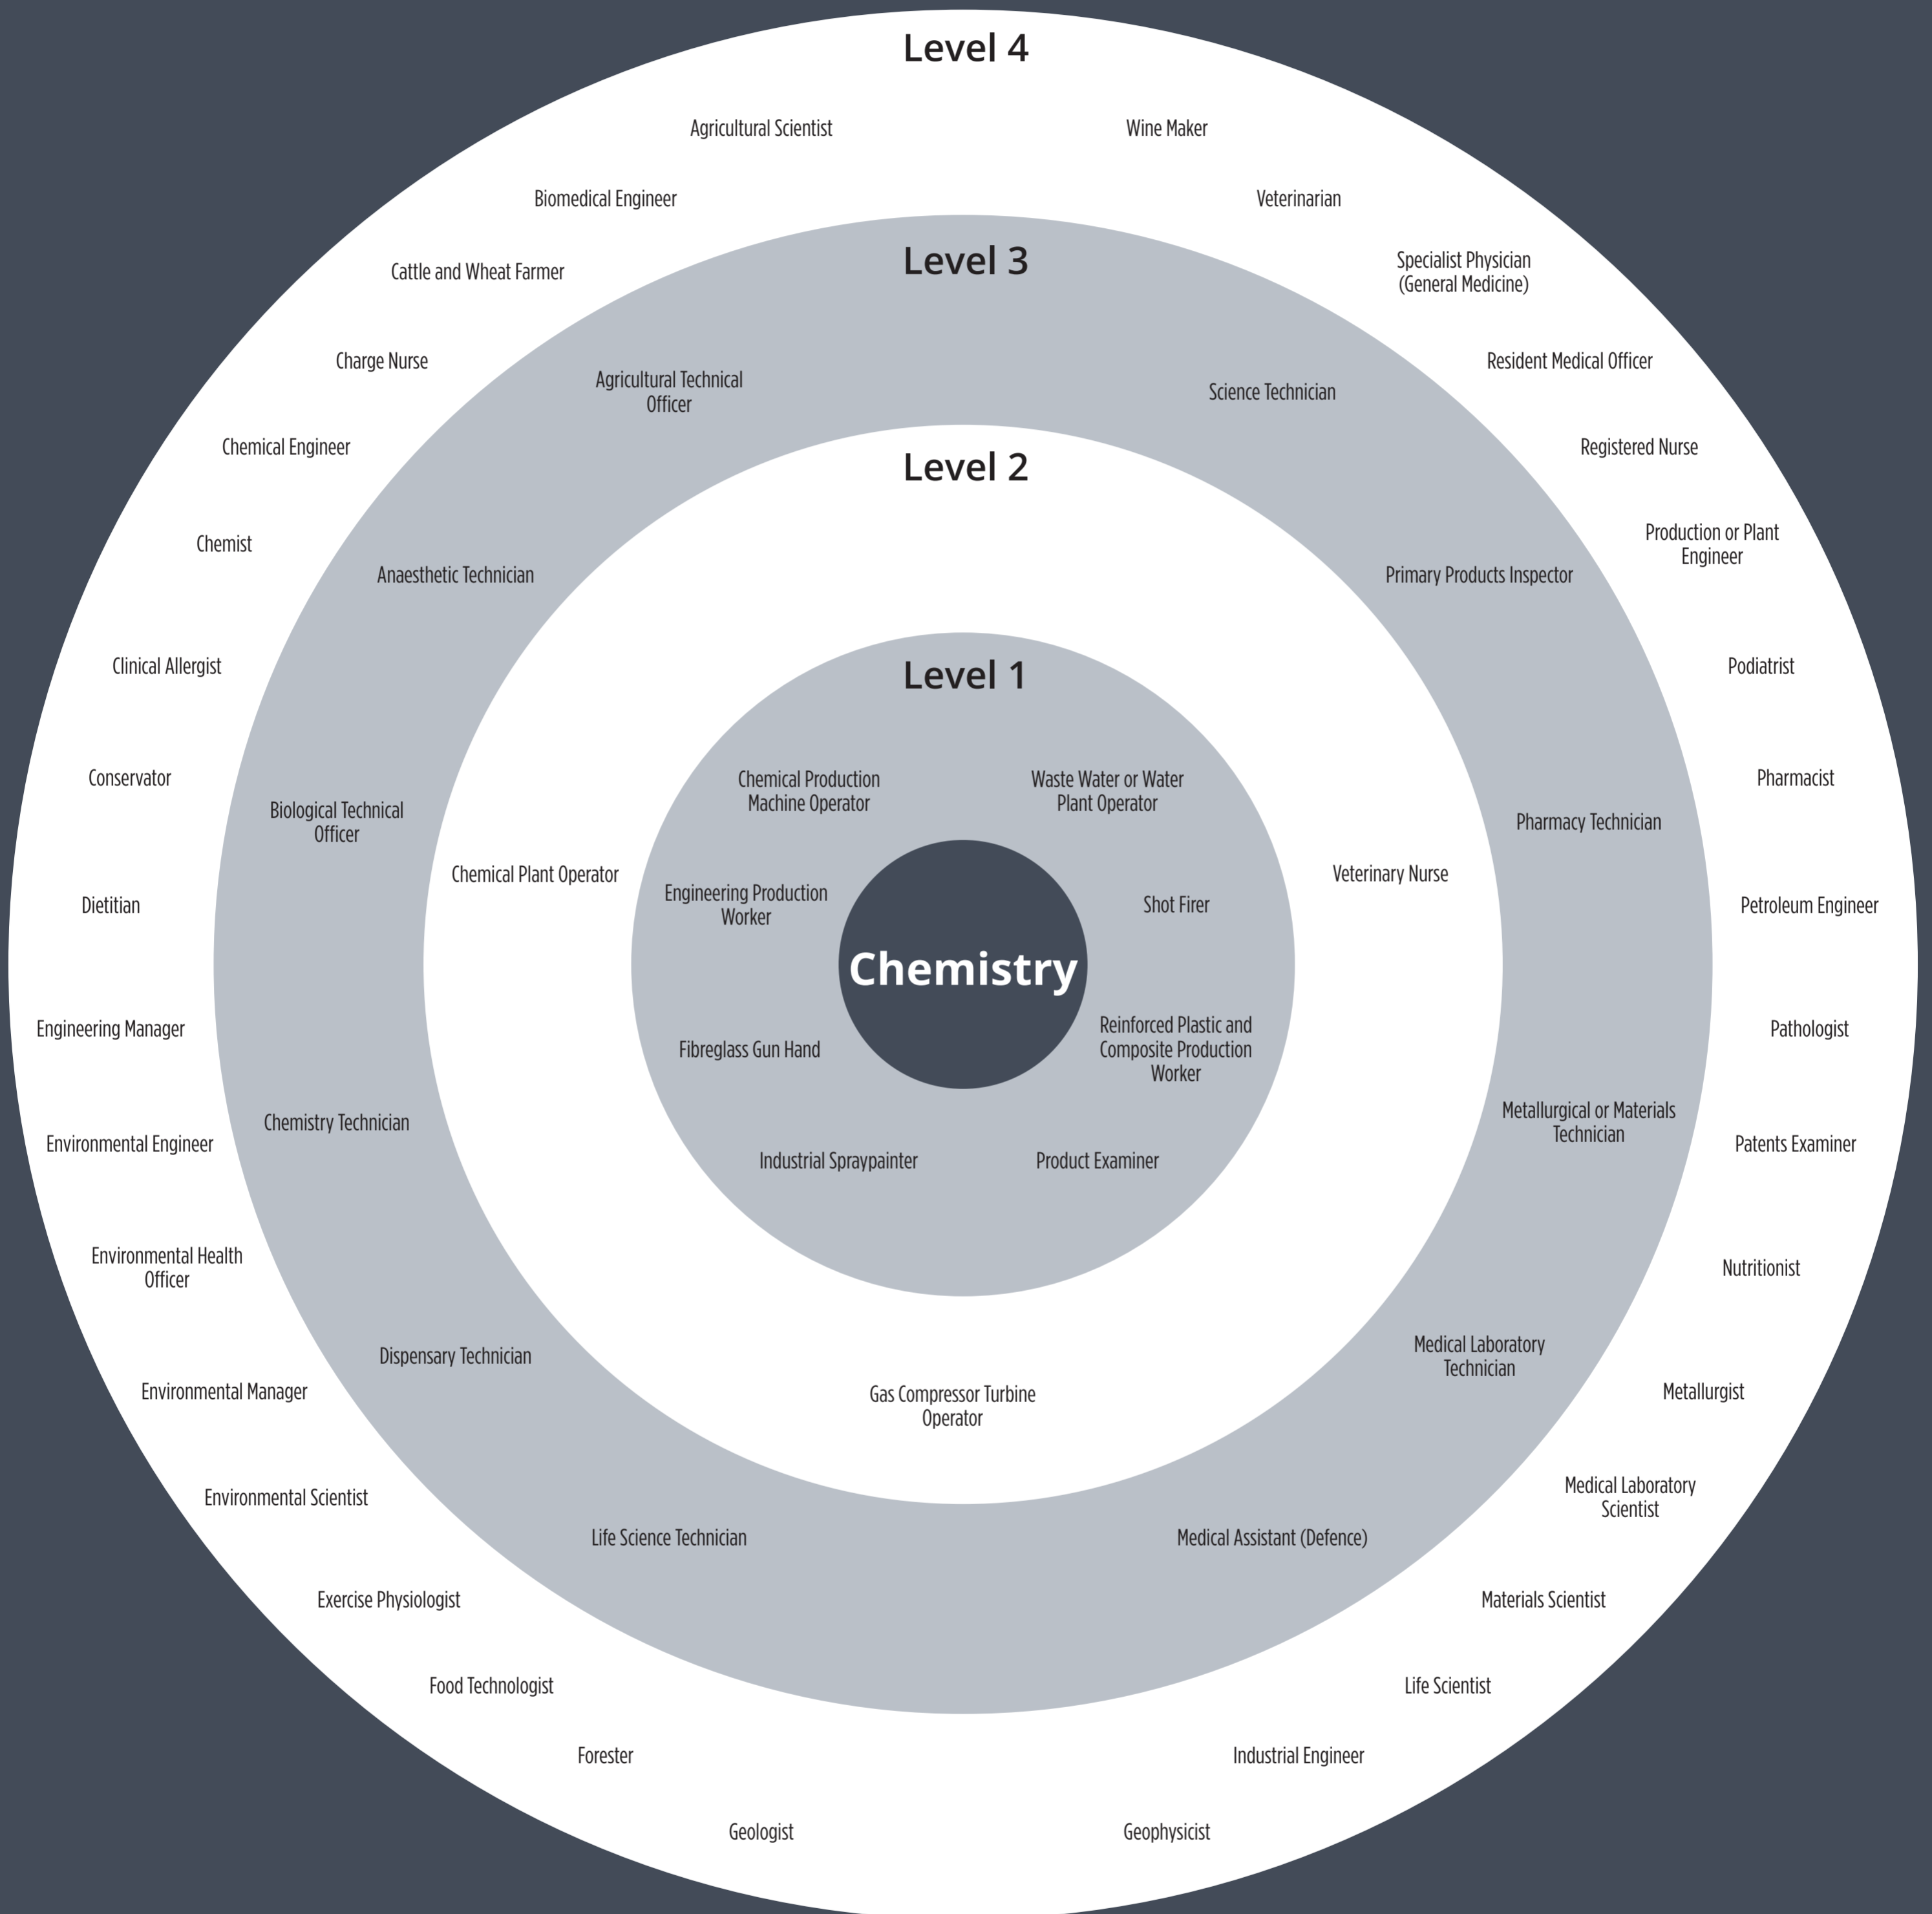 Level 4
Agricultural Scientist
Wine Maker
Biomedical Engineer
Veterinarian
Cattle and Wheat Farmer
Specialist Physician
(General Medicine)
Charge Nurse
Resident Medical Officer
Chemical Engineer
Registered Nurse
Chemist
Production or Plant
Engineer
Clinical Allergist
Podiatrist
Conservator
Pharmacist
Dietitian
Petroleum Engineer
Engineering Manager
Pathologist
Environmental Engineer
Patents Examiner
Environmental Health
Officer
Nutritionist
Environmental Manager
Metallurgist
Environmental Scientist
Medical Laboratory
Scientist
Exercise Physiologist
Materials Scientist
Food Technologist
Life Scientist
Forester
Industrial Engineer
Geologist
Geophysicist
Level 3
Agricultural Technical
Officer
Science Technician
Anaesthetic Technician
Primary Products Inspector
Biological Technical
Officer
Pharmacy Technician
Chemistry Technician
Metallurgical or Materials
Technician
Dispensary Technician
Medical Laboratory
Technician
Life Science Technician
Medical Assistant (Defence)
Level 2
Chemical Plant Operator
Veterinary Nurse
Gas Compressor Turbine
Operator
Level 1
Chemical Production
Machine Operator
Waste Water or Water
Plant Operator
Engineering Production
Worker
Shot Firer
Fibreglass Gun Hand
Reinforced Plastic and
Composite Production
Worker
Industrial Spraypainter
Product Examiner
Chemistry